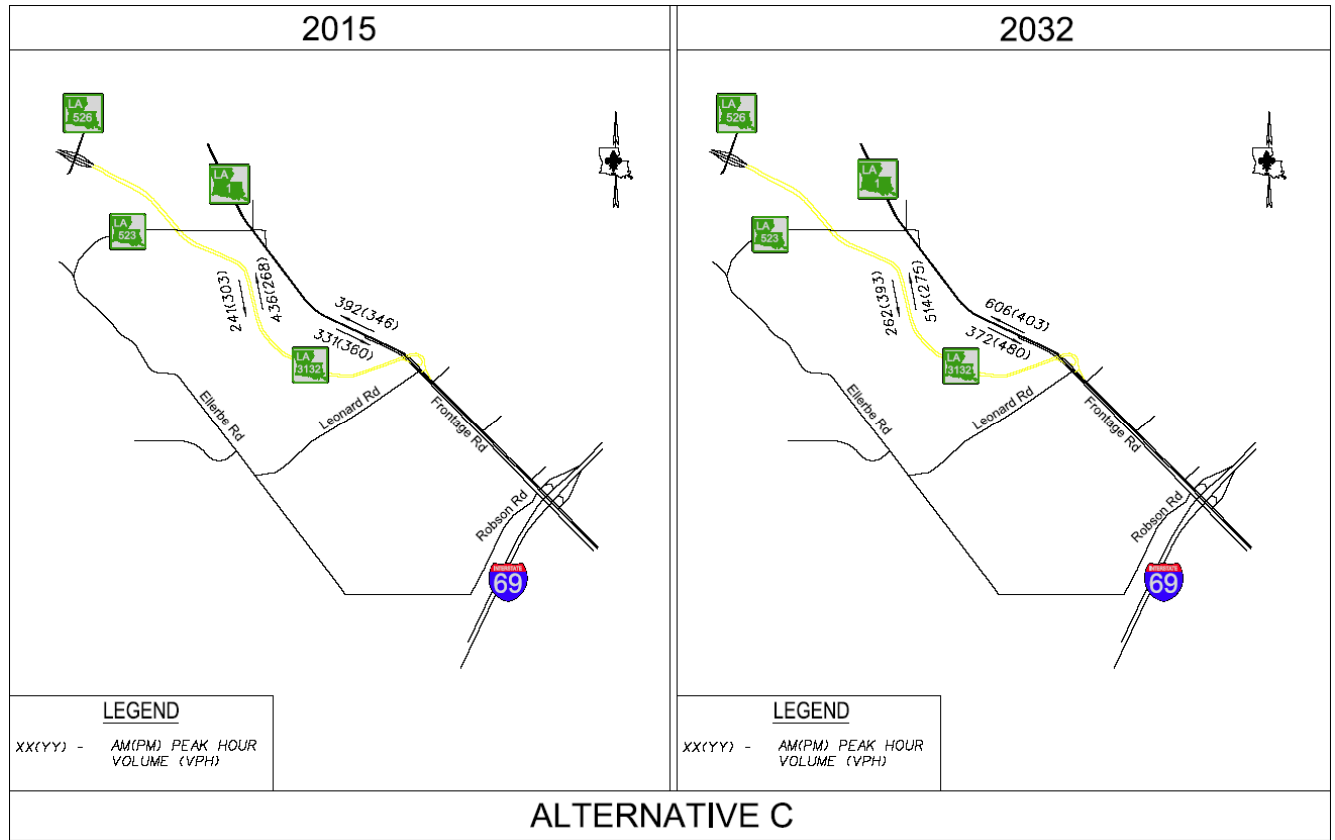 2015
2032
LA
526
LA
1
LA
523
241(303)
436(268)
392(346)
331(360)
LA
3132
Ellerbe Rd
Leonard Rd
Frontage Rd
Robson Rd
INTERSTATE
69
LEGEND
XX(YY) - AM(PM) PEAK HOUR
VOLUME (VPH)
LA
526
LA
1
LA
523
262(393)
514(275)
606(403)
372(480)
LA
3132
Ellerbe Rd
Leonard Rd
Frontage Rd
Robson Rd
INTERSTATE
69
LEGEND
XX(YY) - AM(PM) PEAK HOUR
VOLUME (VPH)
ALTERNATIVE C